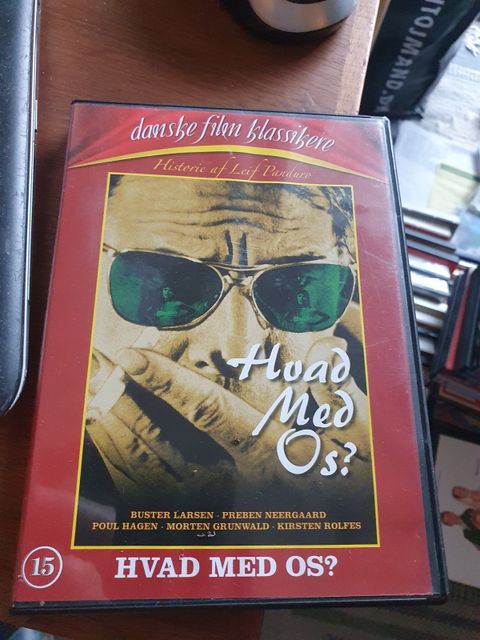 danske film klassikere
Historie af Leif Panduro
Hvad
Med
Os?
BUSTER LARSEN · PREBEN NEERGAARD
POUL HAGEN · MORTEN GRUNWALD · KIRSTEN ROLFES
15
HVAD MED OS?
TOJMAND.D